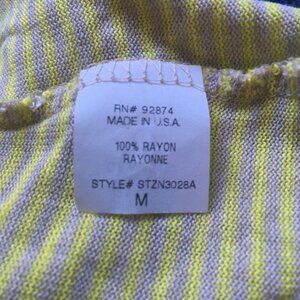 RN# 92874
MADE IN U.S.A.
100% RAYON
RAYONNE
STYLE# STZN3028A
M